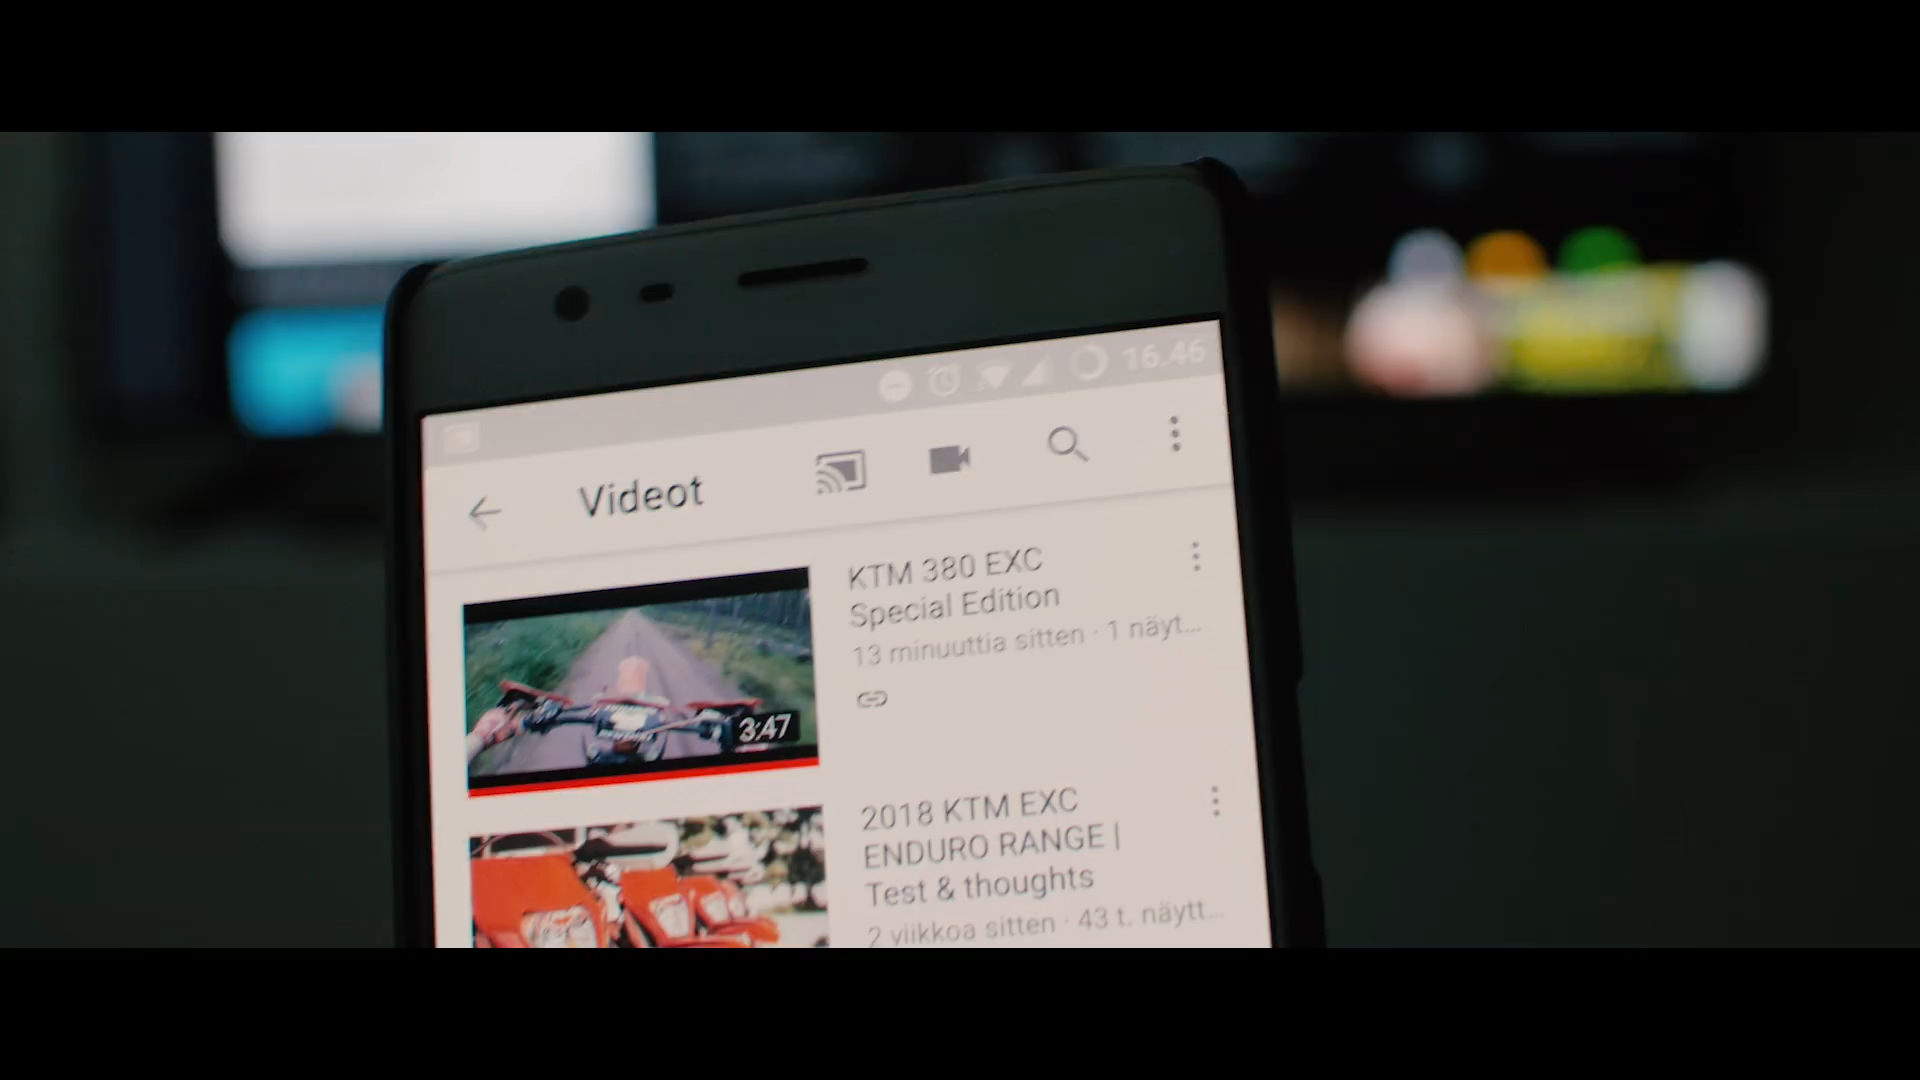 16.46
Videot
KTM 380 EXC
Special Edition
13 minuuttia sitten · 1 näyt...
3:47
2018 KTM EXC
ENDURO RANGE |
Test & thoughts
2 viikkoa sitten · 43 t. näytt...